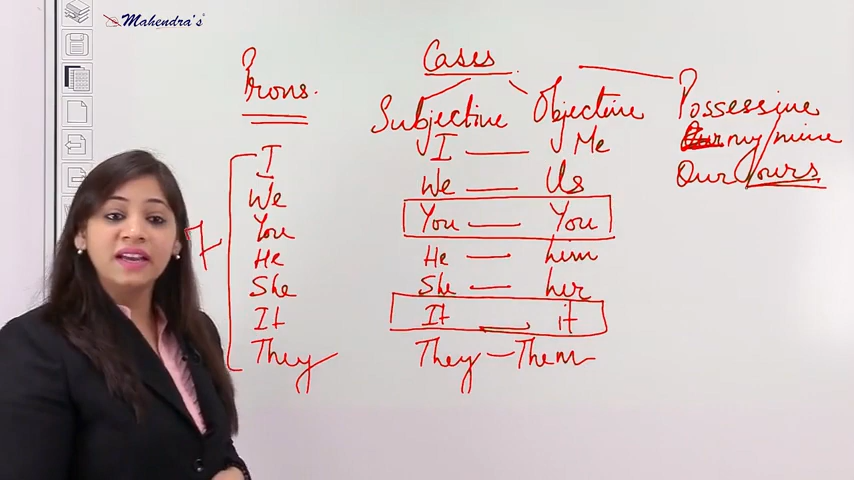 Mahendra's
Cases
Prons.
Subjective Objective Possessive
I I — Me my/mine
We We — Us Our/ours
You You — You
7
He He — him
She She — her
It It — it
They They — Them